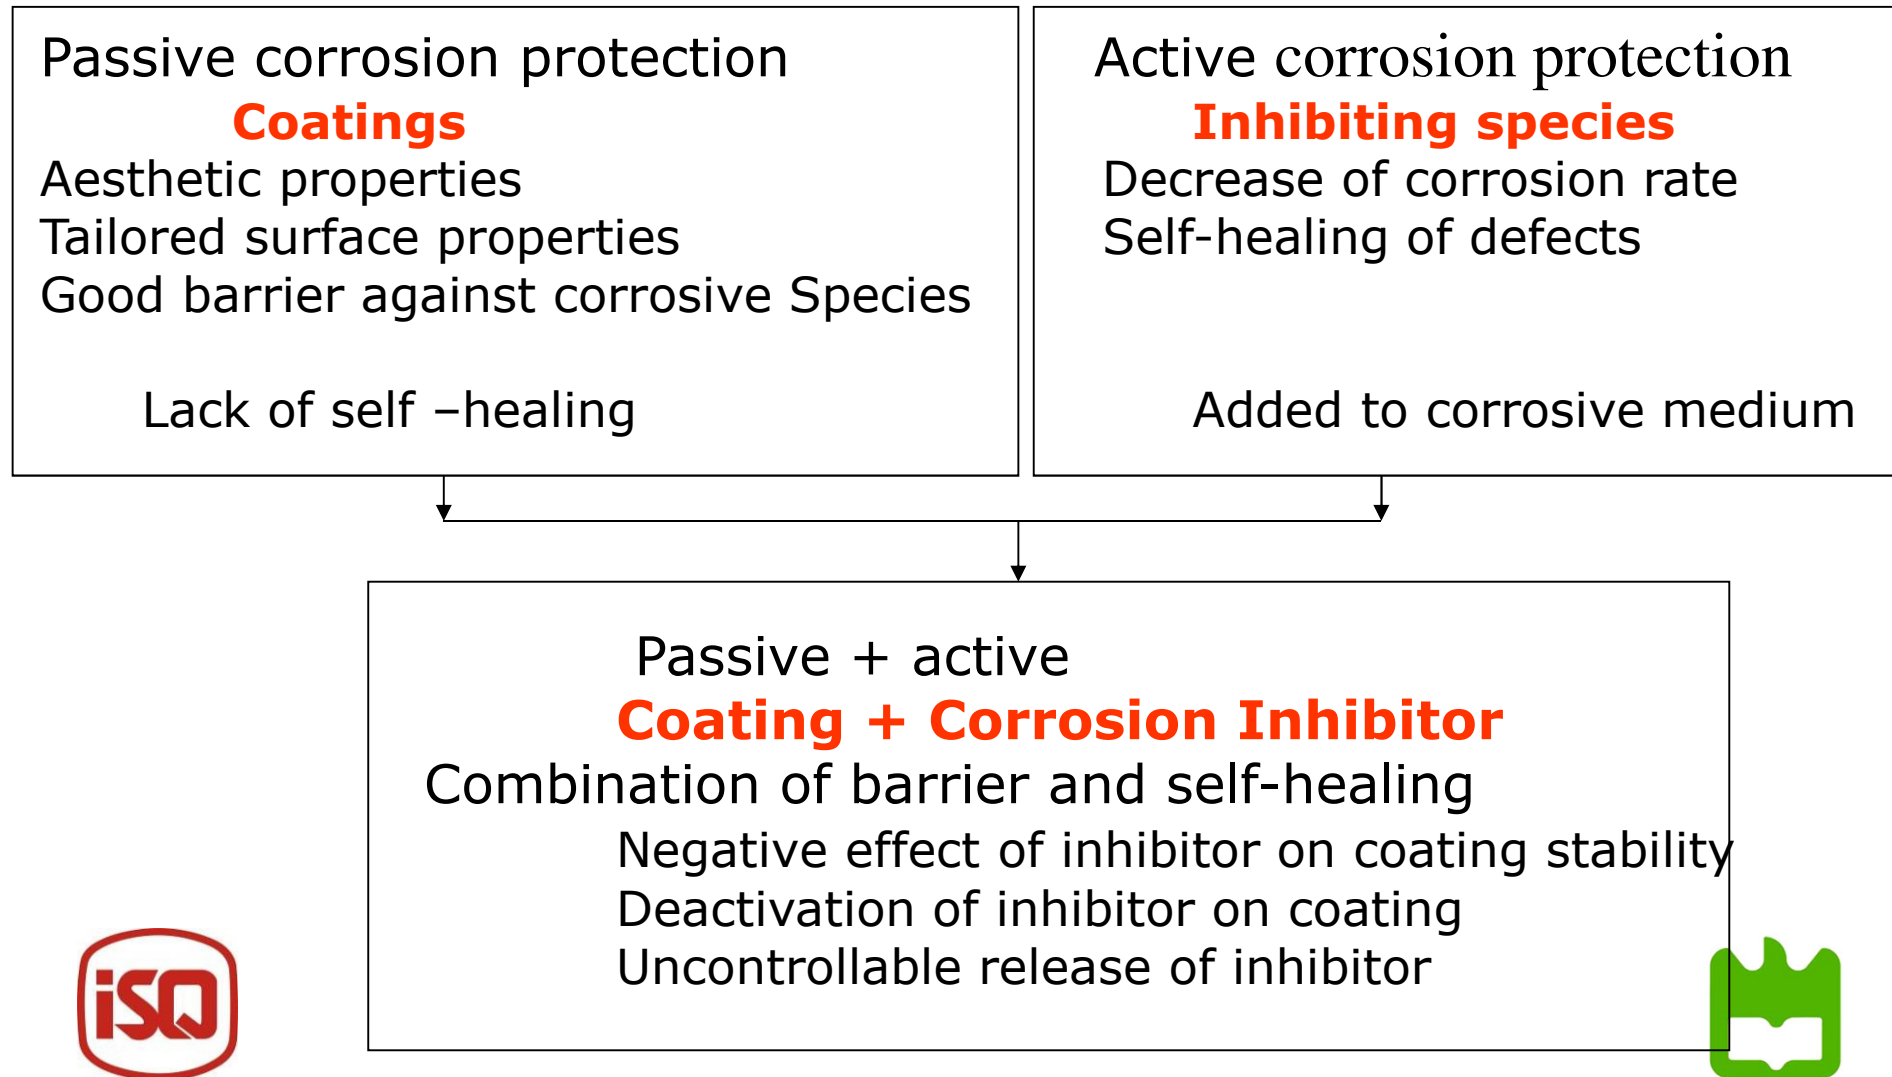 Passive corrosion protection
Coatings
Aesthetic properties
Tailored surface properties
Good barrier against corrosive Species
Lack of self –healing
Active corrosion protection
Inhibiting species
Decrease of corrosion rate
Self-healing of defects
Added to corrosive medium
Passive + active
Coating + Corrosion Inhibitor
Combination of barrier and self-healing
Negative effect of inhibitor on coating stability
Deactivation of inhibitor on coating
Uncontrollable release of inhibitor
iSQ